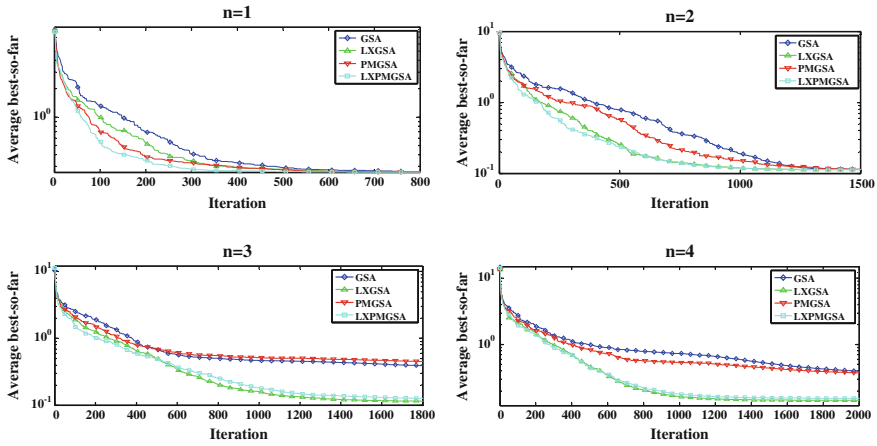 n=1
Average best-so-far
10^0
GSA
LXGSA
PMGSA
LXPMGSA
0 100 200 300 400 500 600 700 800
Iteration
n=2
Average best-so-far
10^1
10^0
10^-1
GSA
LXGSA
PMGSA
LXPMGSA
0 500 1000 1500
Iteration
n=3
Average best-so-far
10^1
10^0
10^-1
GSA
LXGSA
PMGSA
LXPMGSA
0 200 400 600 800 1000 1200 1400 1600 1800
Iteration
n=4
Average best-so-far
10^0
GSA
LXGSA
PMGSA
LXPMGSA
0 200 400 600 800 1000 1200 1400 1600 1800 2000
Iteration